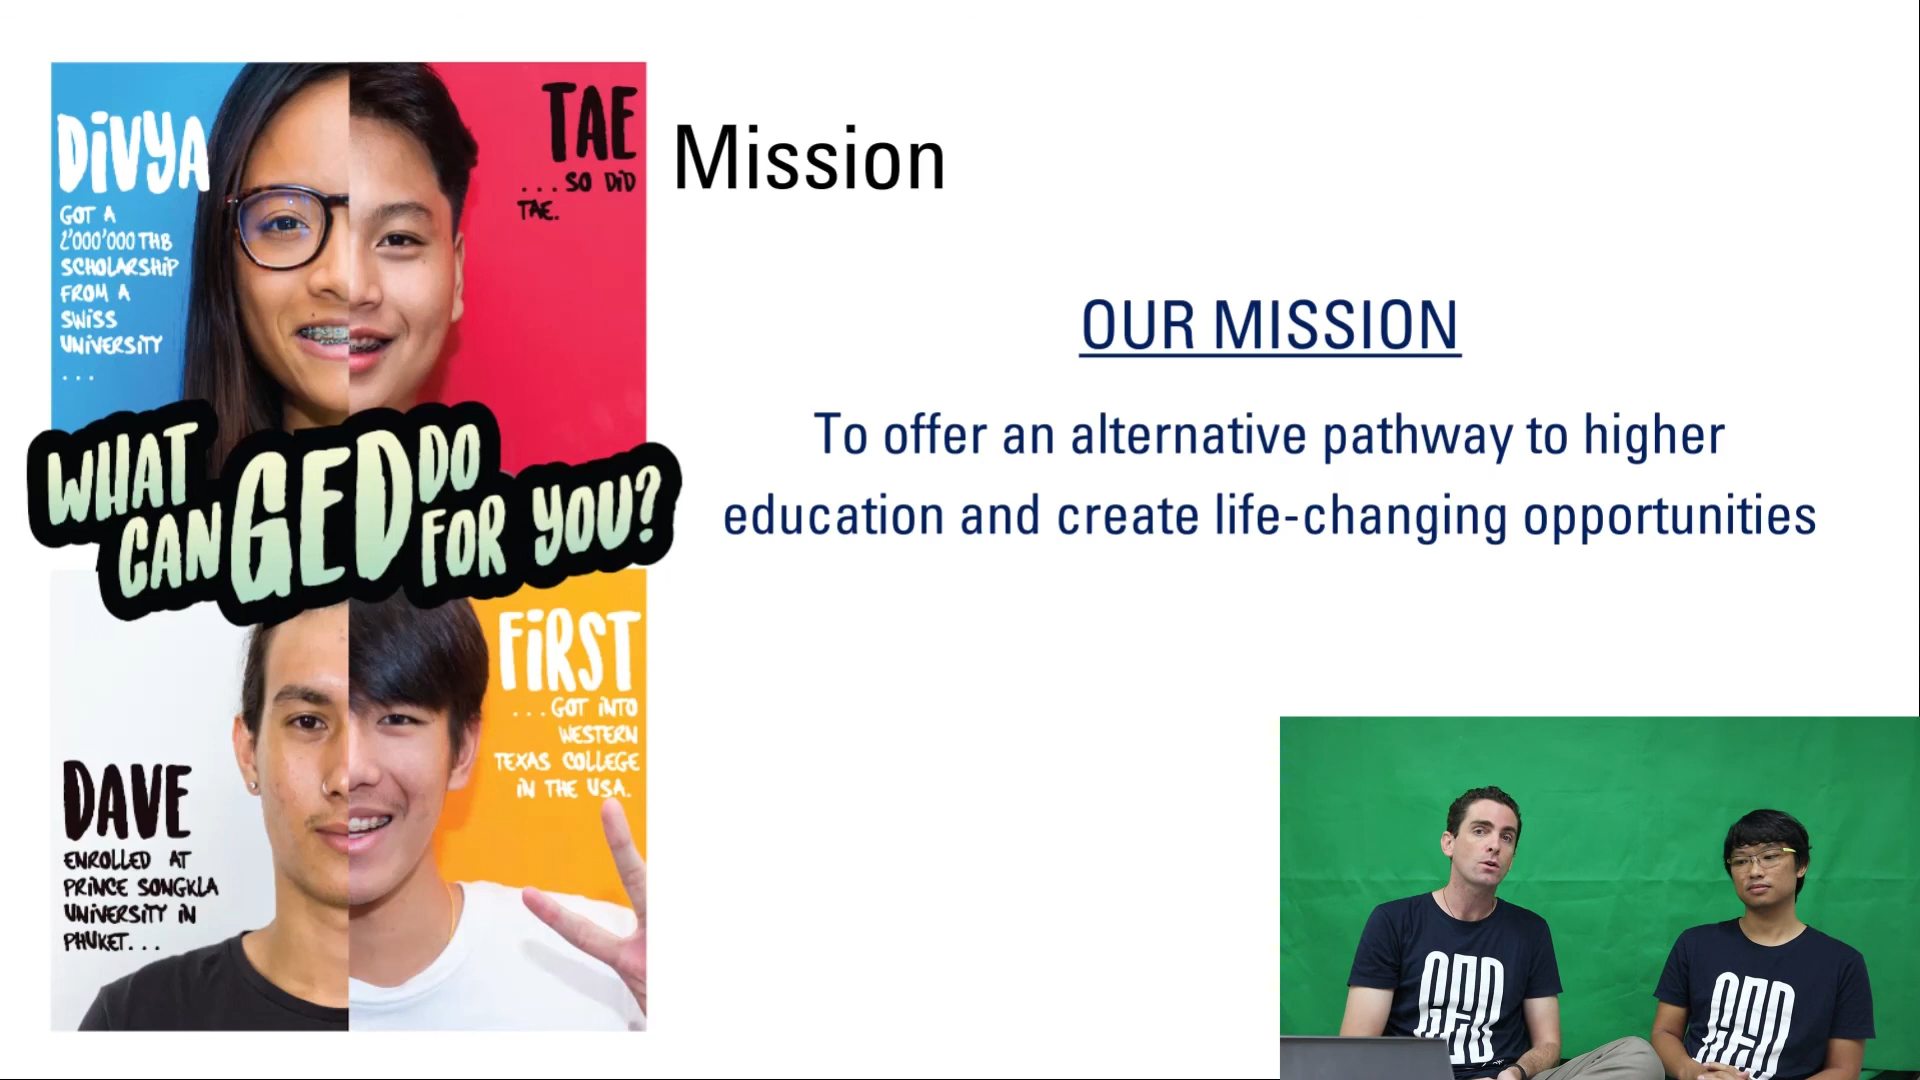 DiVYA
GOT A
2'000'000 THB
SCHOLARSHiP
FROM A
SWiSS
UNiVERSiTY
...
TAE
...SO DiD
TAE.
Mission
OUR MISSION
To offer an alternative pathway to higher
education and create life-changing opportunities
WHAT
CAN GED DO
FOR YOU?
FiRST
...GOT iNTO
WESTERN
TEXAS COLLEGE
iN THE USA.
DAVE
ENROLLED AT
PRiNCE SONGKLA
UNiVERSiTY iN
PHUKET...
GED
GED